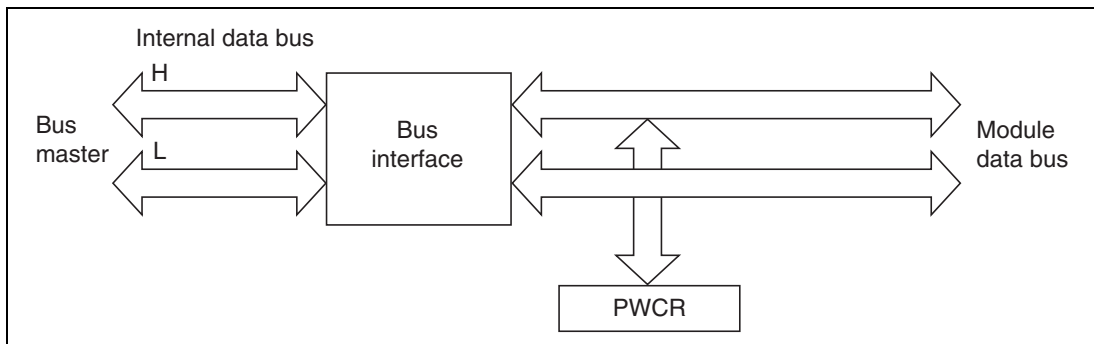 Internal data bus
H
Bus
master
L
Bus
interface
Module
data bus
PWCR